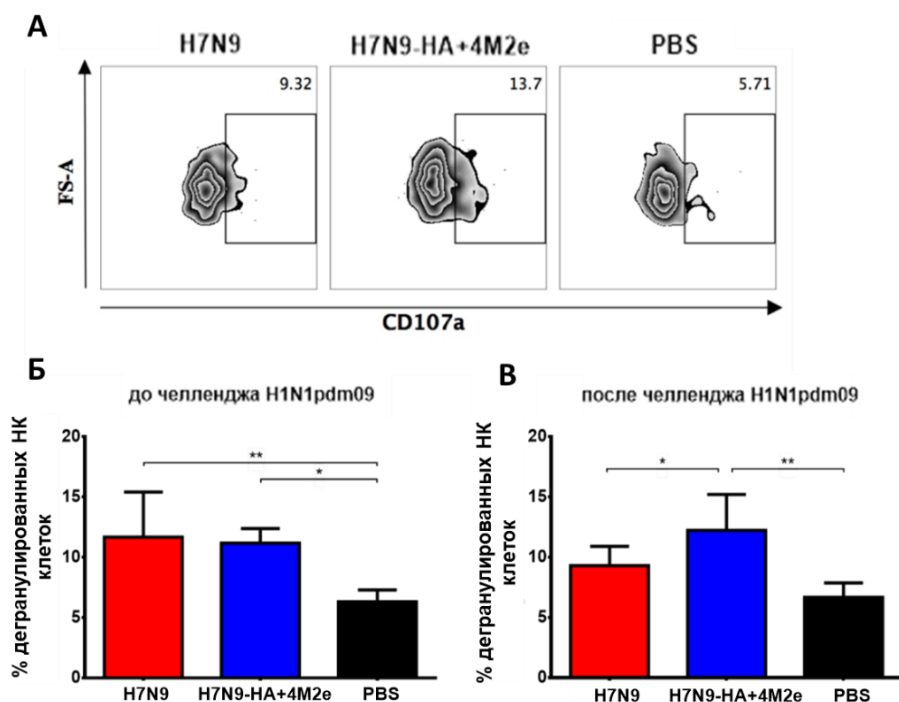 А
H7N9 H7N9-HA+4M2e PBS
9.32 13.7 5.71
FS-A
CD107a
Б
до челленджа H1N1pdm09
% дегранулированных НК
клеток
20
15
10
5
0
**
*
H7N9 H7N9-HA+4M2e PBS
В
после челленджа H1N1pdm09
% дегранулированных НК
клеток
20
15
10
5
0
* **
H7N9 H7N9-HA+4M2e PBS